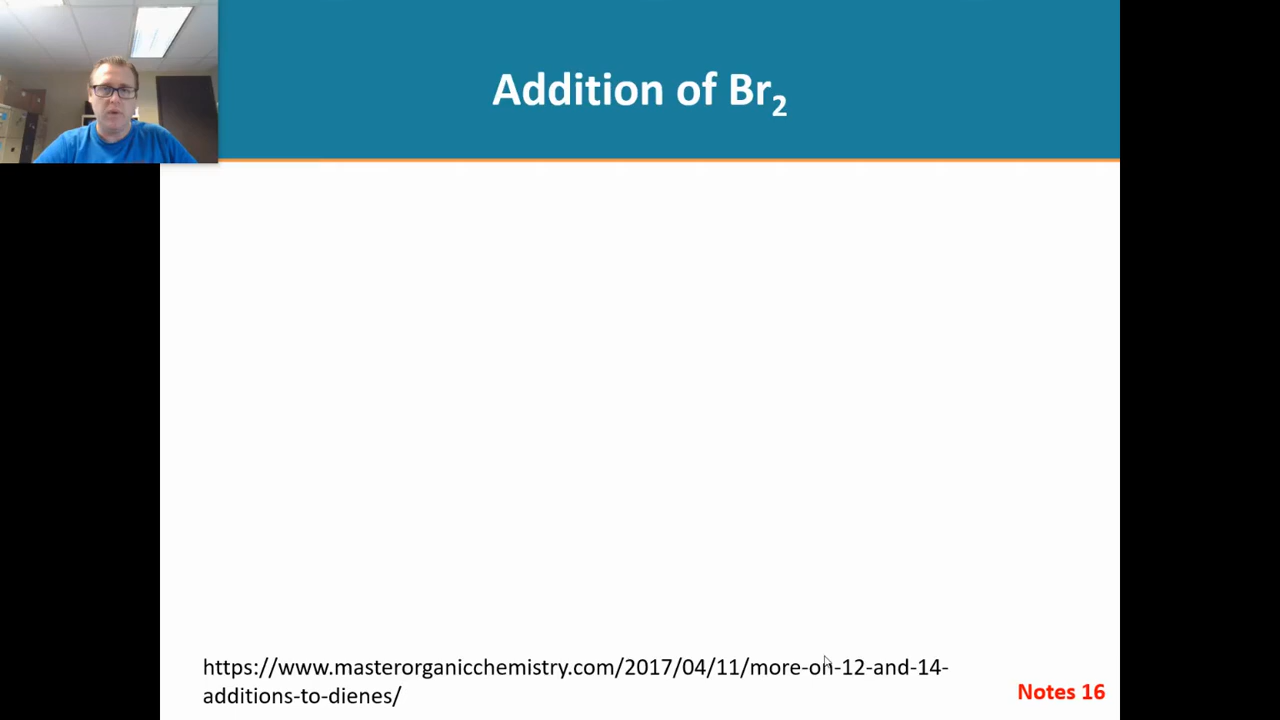 Addition of Br₂
https://www.masterorganicchemistry.com/2017/04/11/more-on-12-and-14-
additions-to-dienes/
Notes 16